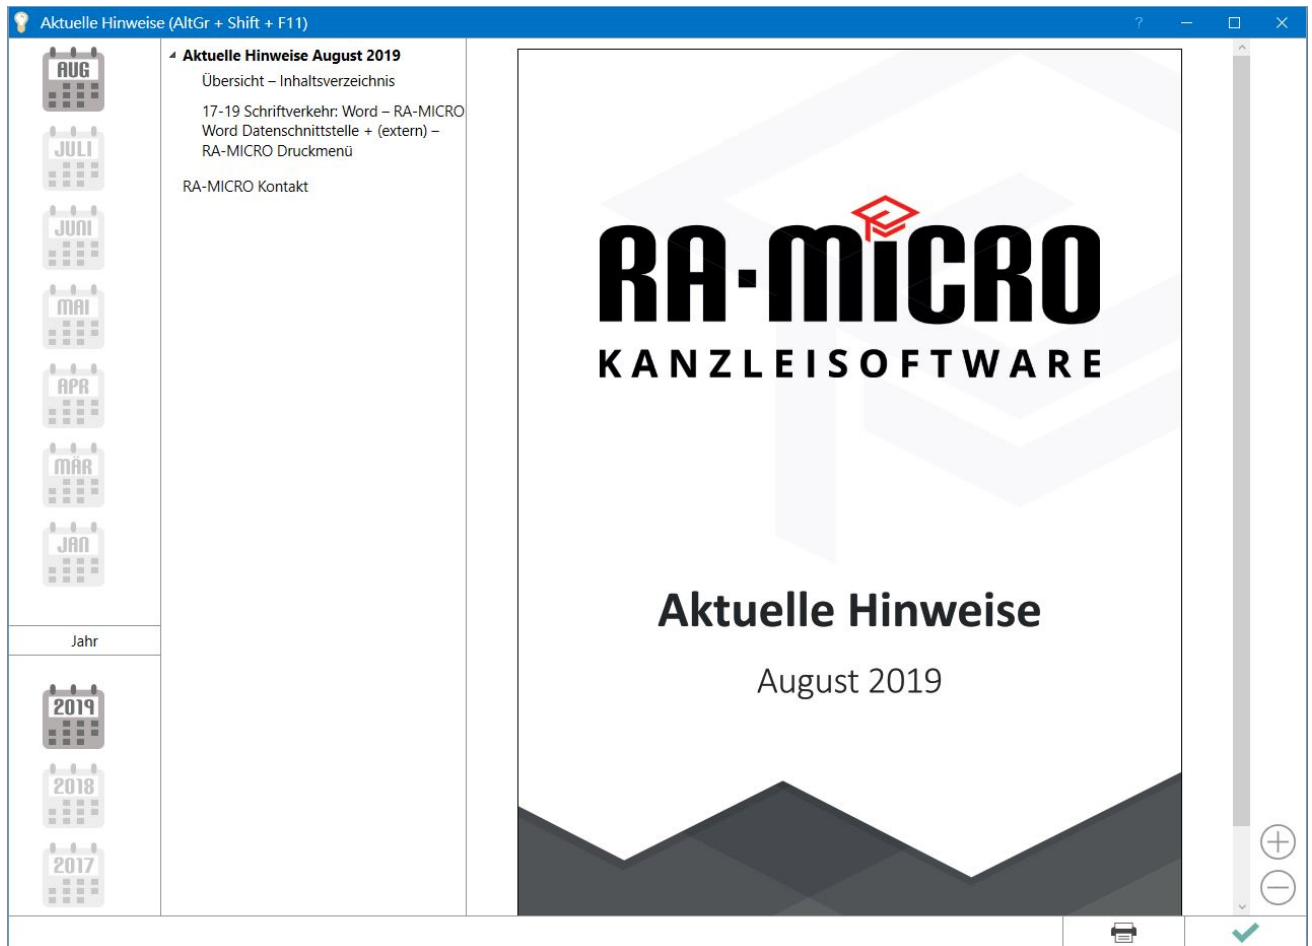 Aktuelle Hinweise (AltGr + Shift + F11)
?
AUG
JULI
JUNI
MAI
APR
MÄR
JAN
Jahr
2019
2018
2017
Aktuelle Hinweise August 2019
Übersicht – Inhaltsverzeichnis
17-19 Schriftverkehr: Word – RA-MICRO
Word Datenschnittstelle + (extern) –
RA-MICRO Druckmenü
RA-MICRO Kontakt
RA-MICRO
KANZLEISOFTWARE
Aktuelle Hinweise
August 2019